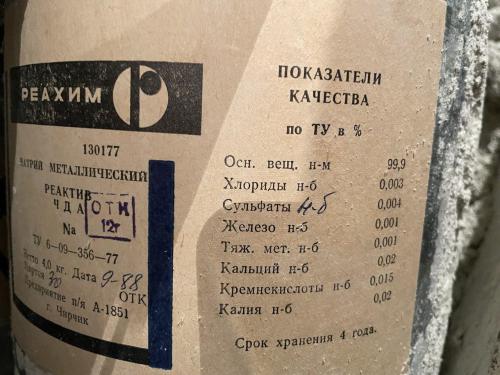 РЕАХИМ
130177
НАТРИЙ МЕТАЛЛИЧЕСКИЙ
РЕАКТИВ
ЧДА
ОТК
12г
Na
ТУ 6-09-356-77
Нетто 4,0 кг. Дата 9-88
Партия 30 ОТК
Предприятие п/я А-1851
г. Чирчик
ПОКАЗАТЕЛИ
КАЧЕСТВА
по ТУ в %
Осн. вещ. н-м 99,9
Хлориды н-б 0,003
Сульфаты н-б 0,004
Железо н-б 0,001
Тяж. мет. н-б 0,001
Кальций н-б 0,02
Кремнекислоты н-б 0,015
Калия н-б 0,02
Срок хранения 4 года.